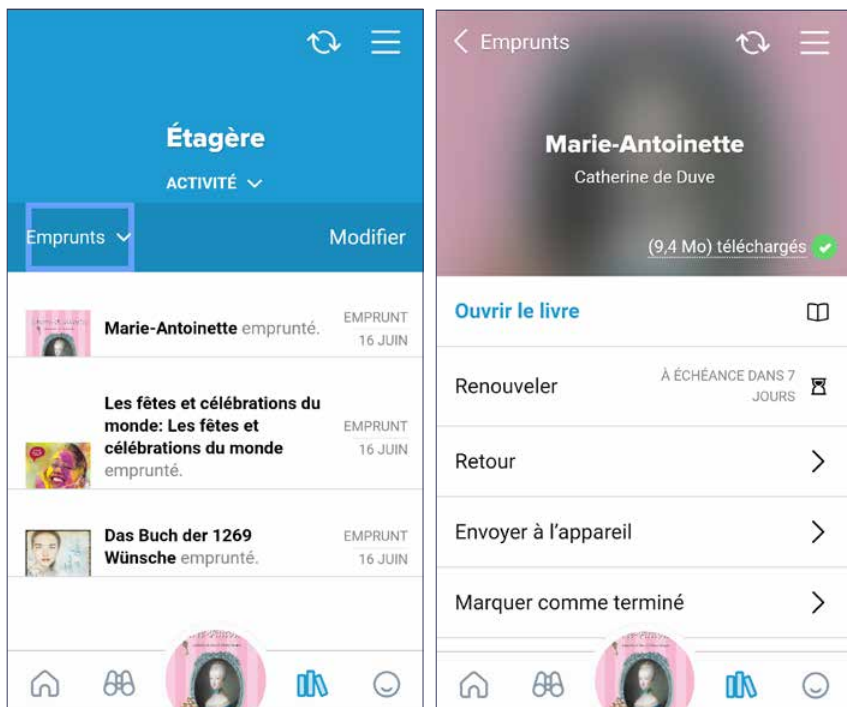 Étagère
ACTIVITÉ
Emprunts
Modifier
Marie-Antoinette emprunté.
EMPRUNT
16 JUIN
Les fêtes et célébrations du
monde: Les fêtes et
célébrations du monde
emprunté.
EMPRUNT
16 JUIN
Das Buch der 1269
Wünsche emprunté.
EMPRUNT
16 JUIN
Emprunts
Marie-Antoinette
Catherine de Duve
(9,4 Mo) téléchargés
Ouvrir le livre
Renouveler
À ÉCHÉANCE DANS 7
JOURS
Retour
Envoyer à l'appareil
Marquer comme terminé